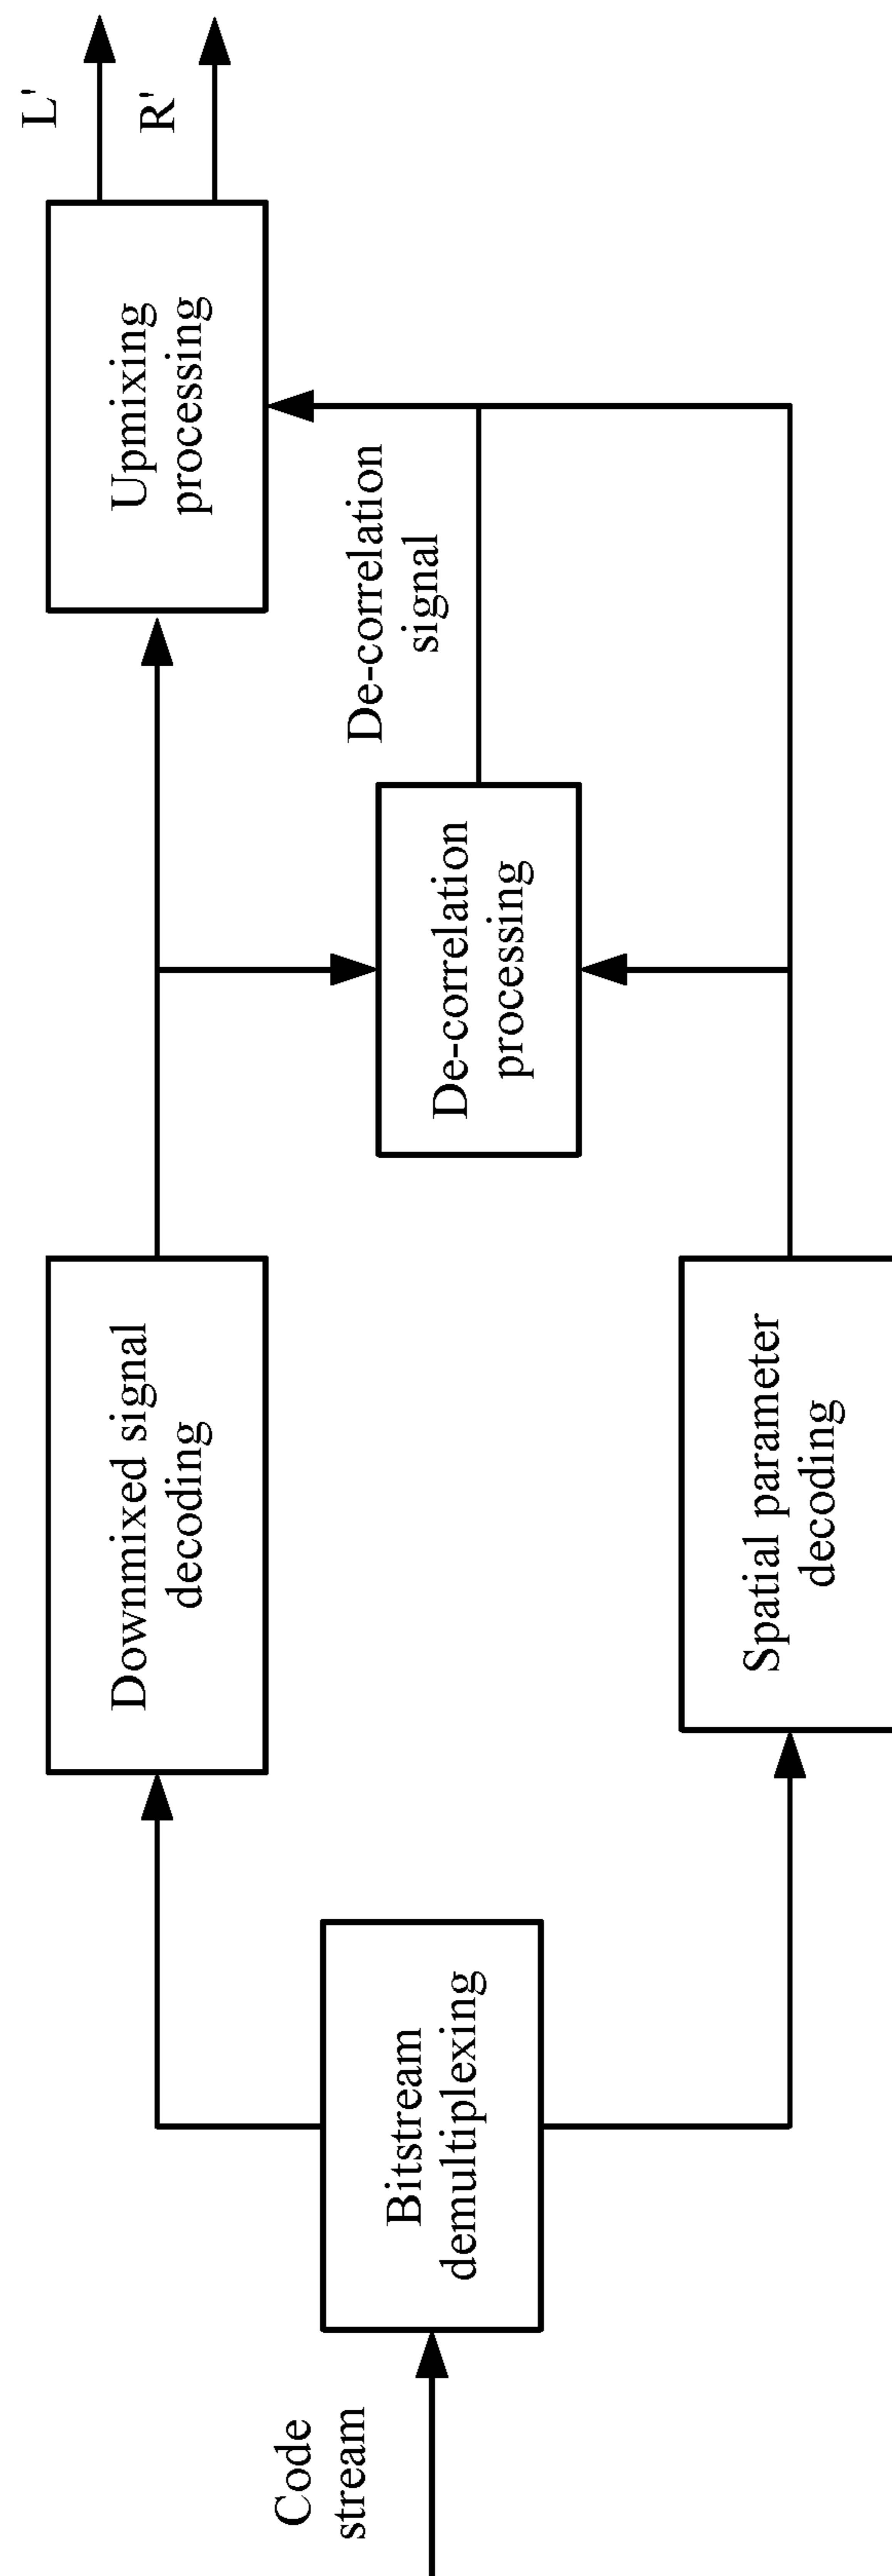 Code
stream
Bitstream
demultiplexing
Downmixed signal
decoding
Spatial parameter
decoding
De-correlation
processing
De-correlation
signal
Upmixing
processing
L'
R'